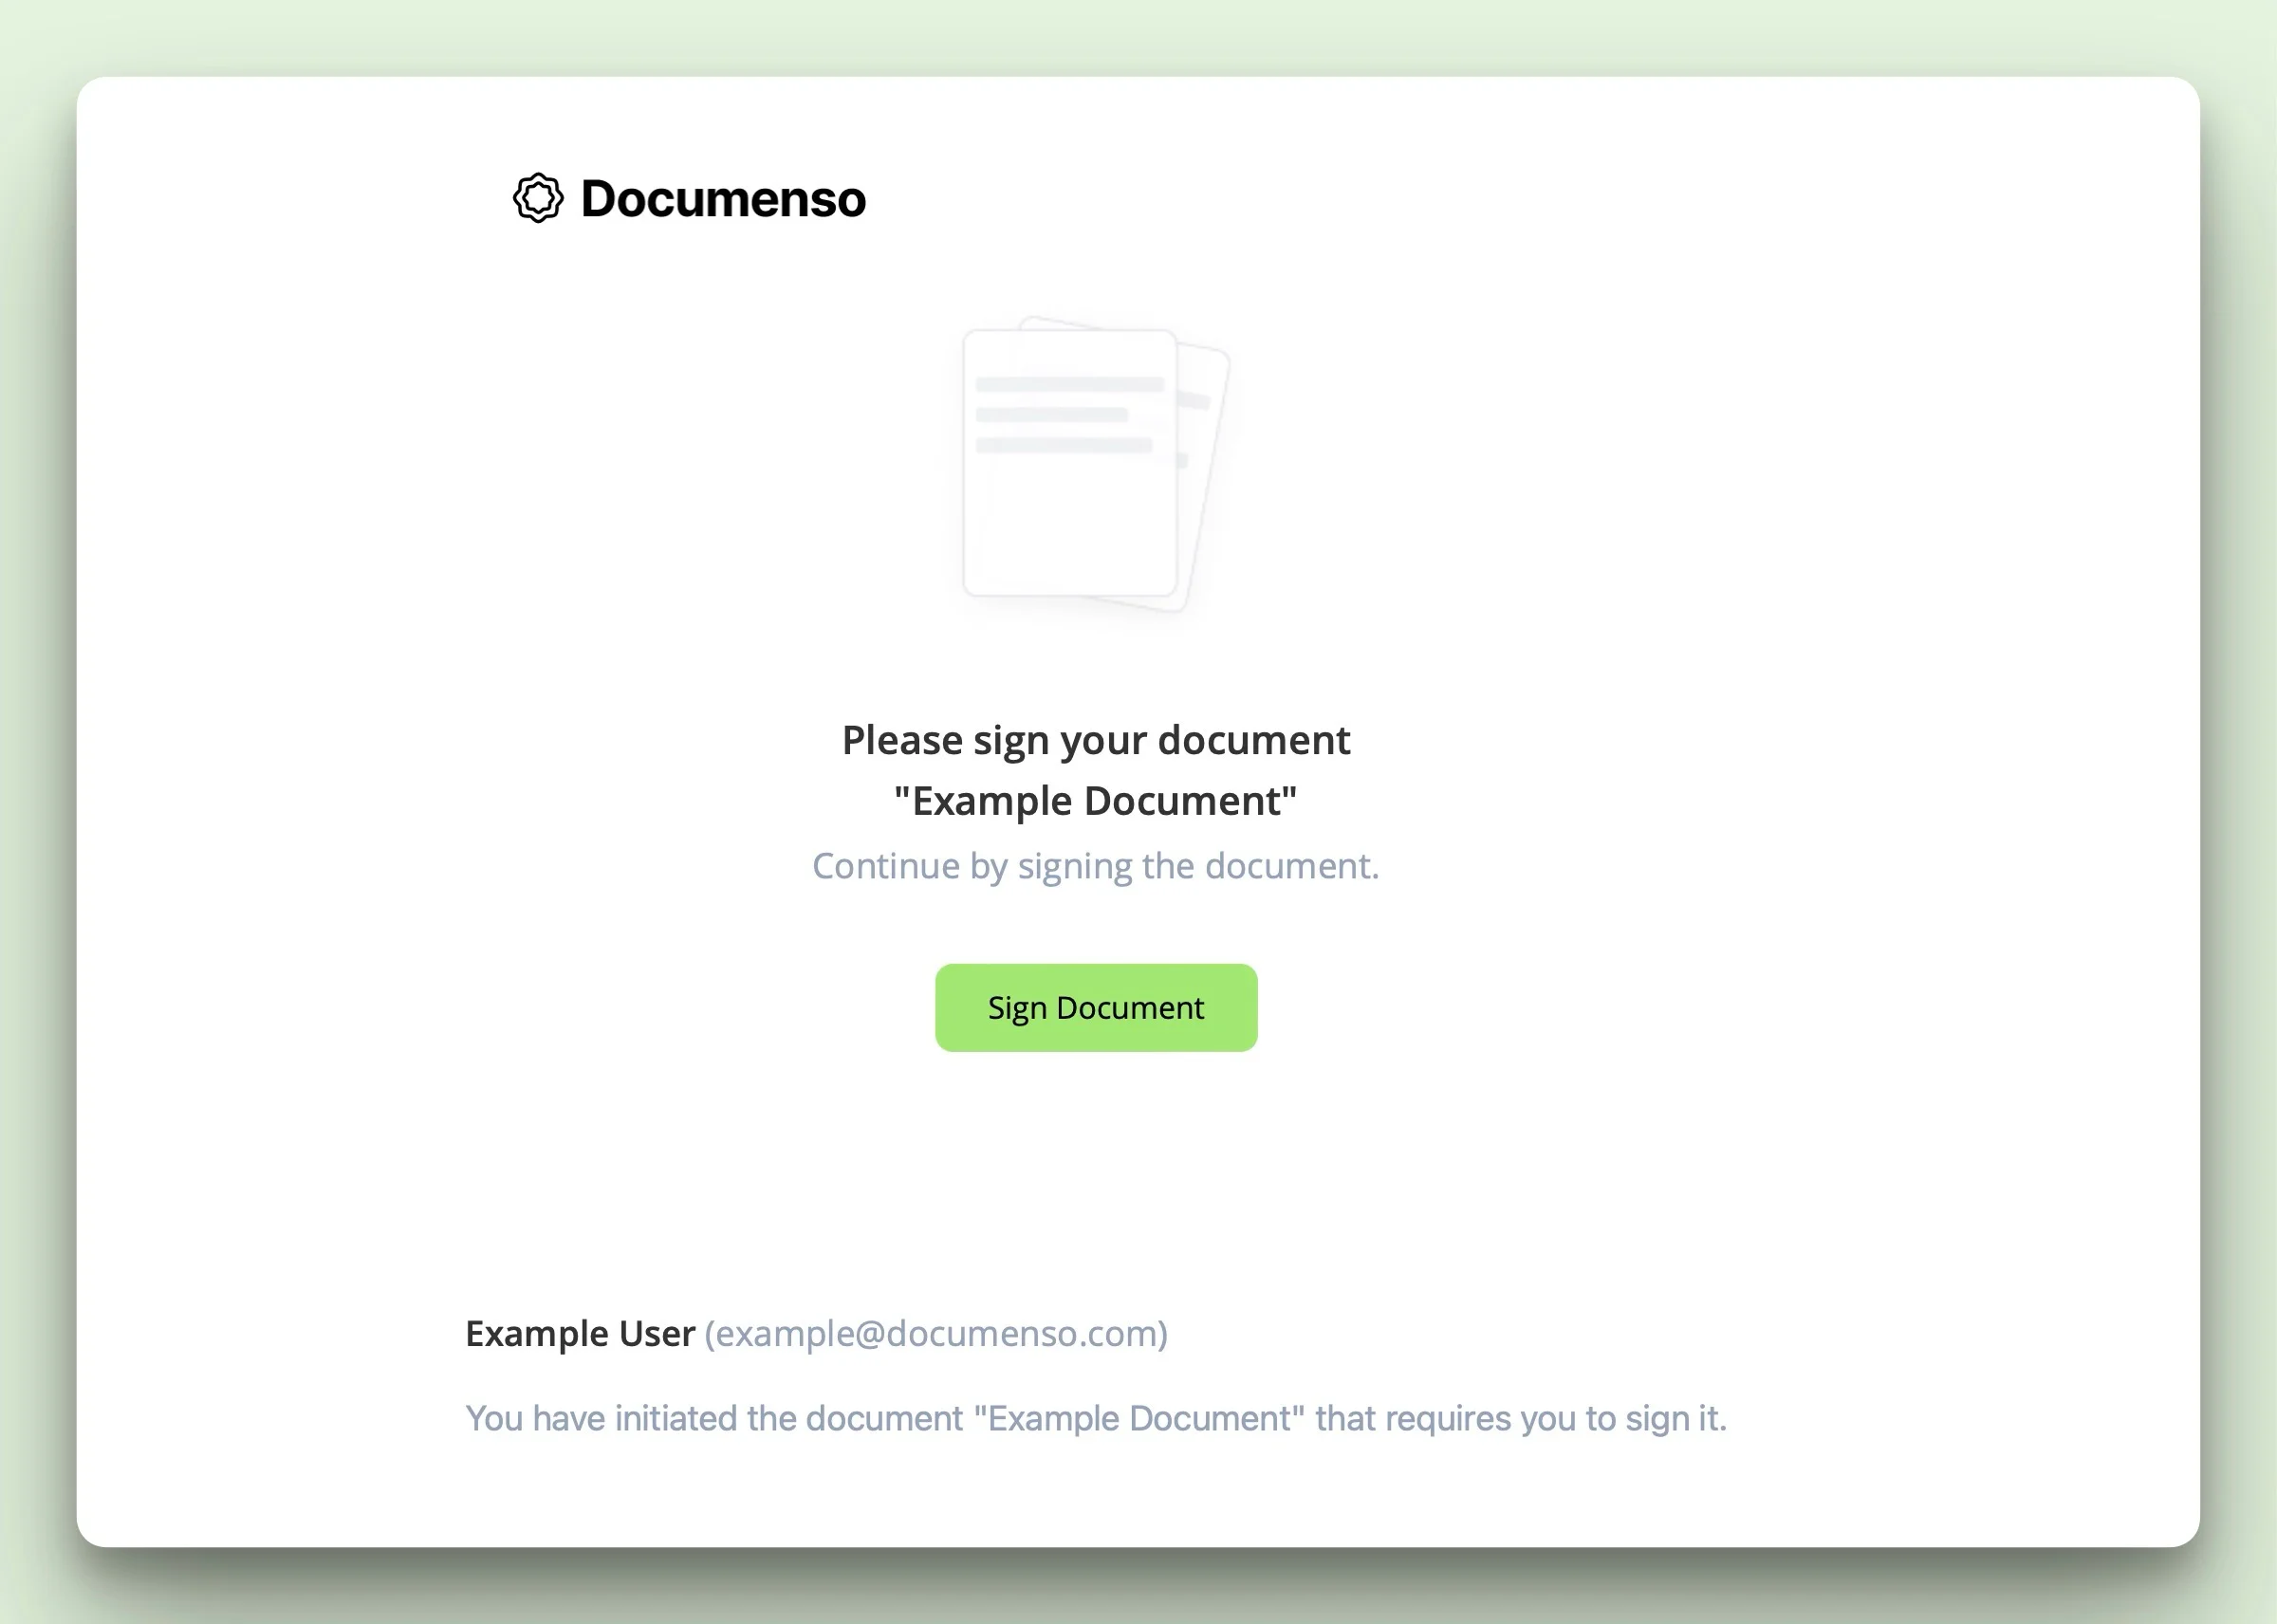 Documenso
Please sign your document
"Example Document"
Continue by signing the document.
Sign Document
Example User (example@documenso.com)
You have initiated the document "Example Document" that requires you to sign it.